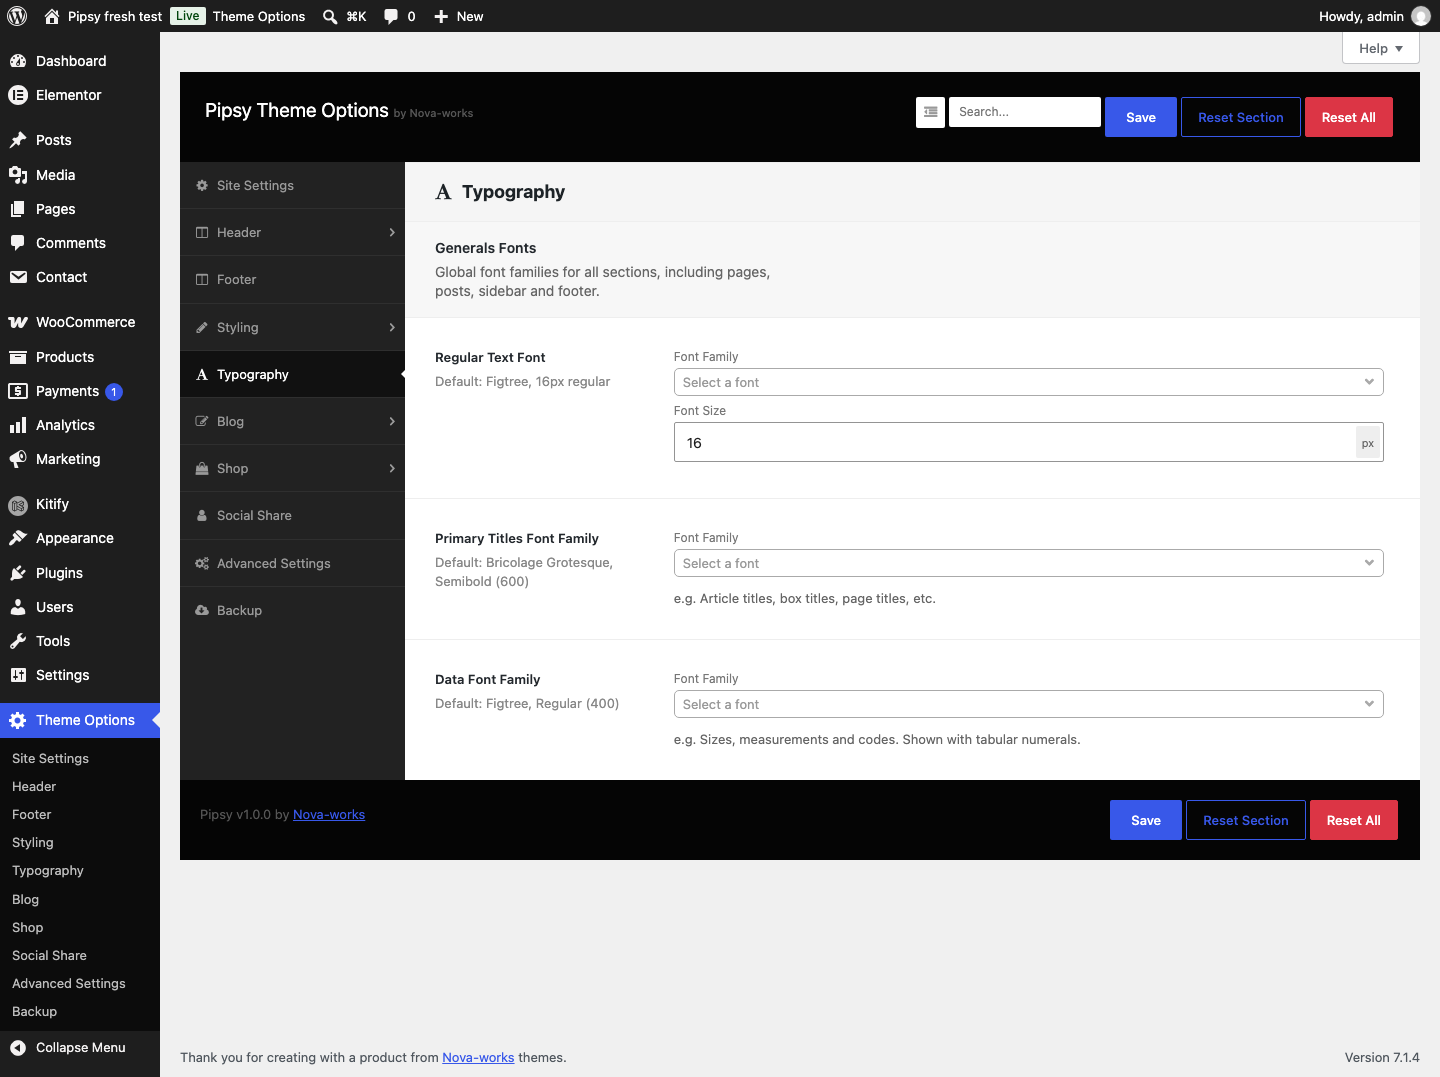 Pipsy fresh test Live Theme Options ⌘K 0 New Howdy, admin
Help
Dashboard
Elementor
Posts
Media
Pages
Comments
Contact
WooCommerce
Products
Payments 1
Analytics
Marketing
Kitify
Appearance
Plugins
Users
Tools
Settings
Theme Options
Site Settings
Header
Footer
Styling
Typography
Blog
Shop
Social Share
Advanced Settings
Backup
Collapse Menu
Pipsy Theme Options by Nova-works
Search... Save Reset Section Reset All
Site Settings
Header
Footer
Styling
Typography
Blog
Shop
Social Share
Advanced Settings
Backup
Typography
Generals Fonts
Global font families for all sections, including pages,
posts, sidebar and footer.
Regular Text Font
Default: Figtree, 16px regular
Font Family
Select a font
Font Size
16 px
Primary Titles Font Family
Default: Bricolage Grotesque,
Semibold (600)
Font Family
Select a font
e.g. Article titles, box titles, page titles, etc.
Data Font Family
Default: Figtree, Regular (400)
Font Family
Select a font
e.g. Sizes, measurements and codes. Shown with tabular numerals.
Pipsy v1.0.0 by Nova-works
Save Reset Section Reset All
Thank you for creating with a product from Nova-works themes.
Version 7.1.4